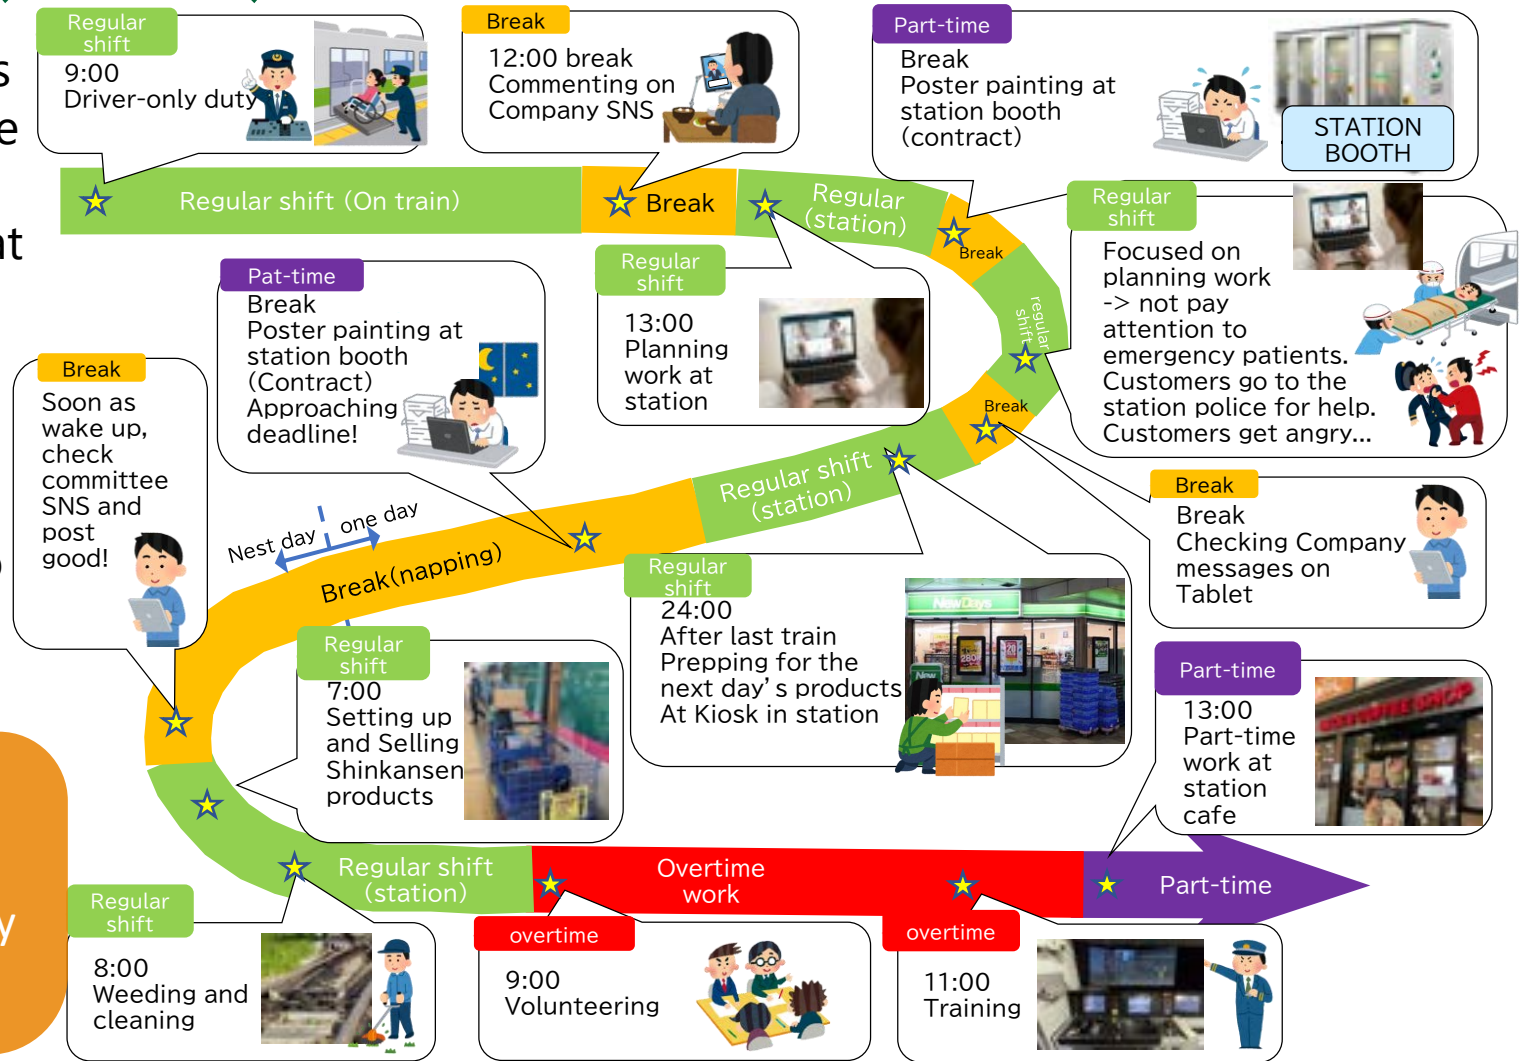 s
e
nt
y
Regular
shift
9:00
Driver-only duty
Break
12:00 break
Commenting on
Company SNS
Part-time
Break
Poster painting at
station booth
(contract)
STATION
BOOTH
Regular shift (On train)
Break
Regular
(station)
Break
regular
shift
Break
Regular shift
(station)
Regular
shift
Focused on
planning work
-> not pay
attention to
emergency patients.
Customers go to the
station police for help.
Customers get angry...
Regular
shift
13:00
Planning
work at
station
Pat-time
Break
Poster painting at
station booth
(Contract)
Approaching
deadline!
Break
Soon as
wake up,
check
committee
SNS and
post
good!
Nest day
one day
Break(napping)
Break
Break
Checking Company
messages on
Tablet
Regular
shift
24:00
After last train
Prepping for the
next day's products
At Kiosk in station
NewDays
New
Regular
shift
7:00
Setting up
and Selling
Shinkansen
products
Part-time
13:00
Part-time
work at
station
cafe
Regular shift
(station)
Overtime
work
Part-time
Regular
shift
8:00
Weeding and
cleaning
overtime
9:00
Volunteering
overtime
11:00
Training